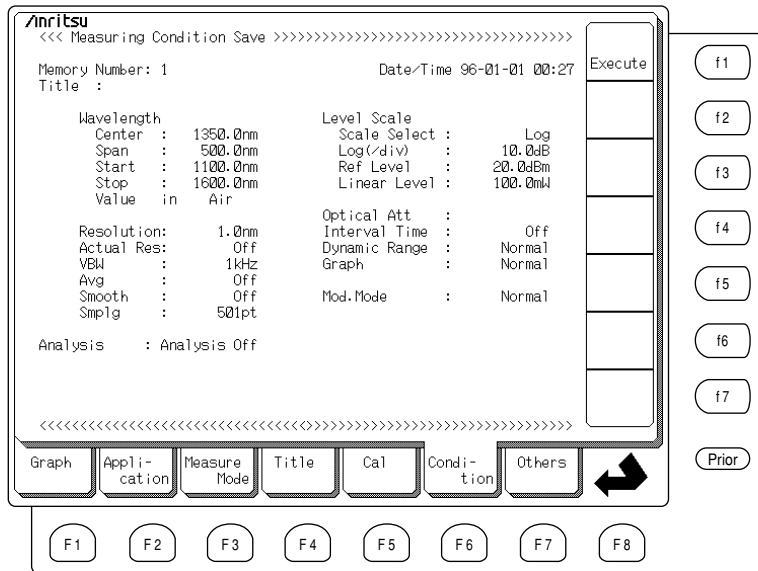 Anritsu
<<< Measuring Condition Save >>>>>>>>>>>>>>>>>>>>>>>>>>>>>>>>>>>>>
Execute
Memory Number: 1 Date/Time 96-01-01 00:27
Title :
Wavelength Level Scale
Center : 1350.0nm Scale Select : Log
Span : 500.0nm Log(/div) : 10.0dB
Start : 1100.0nm Ref Level : 20.0dBm
Stop : 1600.0nm Linear Level : 100.0mW
Value in Air
Optical Att :
Resolution: 1.0nm Interval Time : Off
Actual Res: Off Dynamic Range : Normal
VBW : 1kHz Graph : Normal
Avg : Off
Smooth : Off Mod.Mode : Normal
Smplg : 501pt
Analysis : Analysis Off
<<<<<<<<<<<<<<<<<<<<<<<<<<<<<<<<<>>>>>>>>>>>>>>>>>>>>>>>>>>>>>>>>>
Graph
Appli-
cation
Measure
Mode
Title
Cal
Condi-
tion
Others
f1
f2
f3
f4
f5
f6
f7
Prior
F1 F2 F3 F4 F5 F6 F7 F8